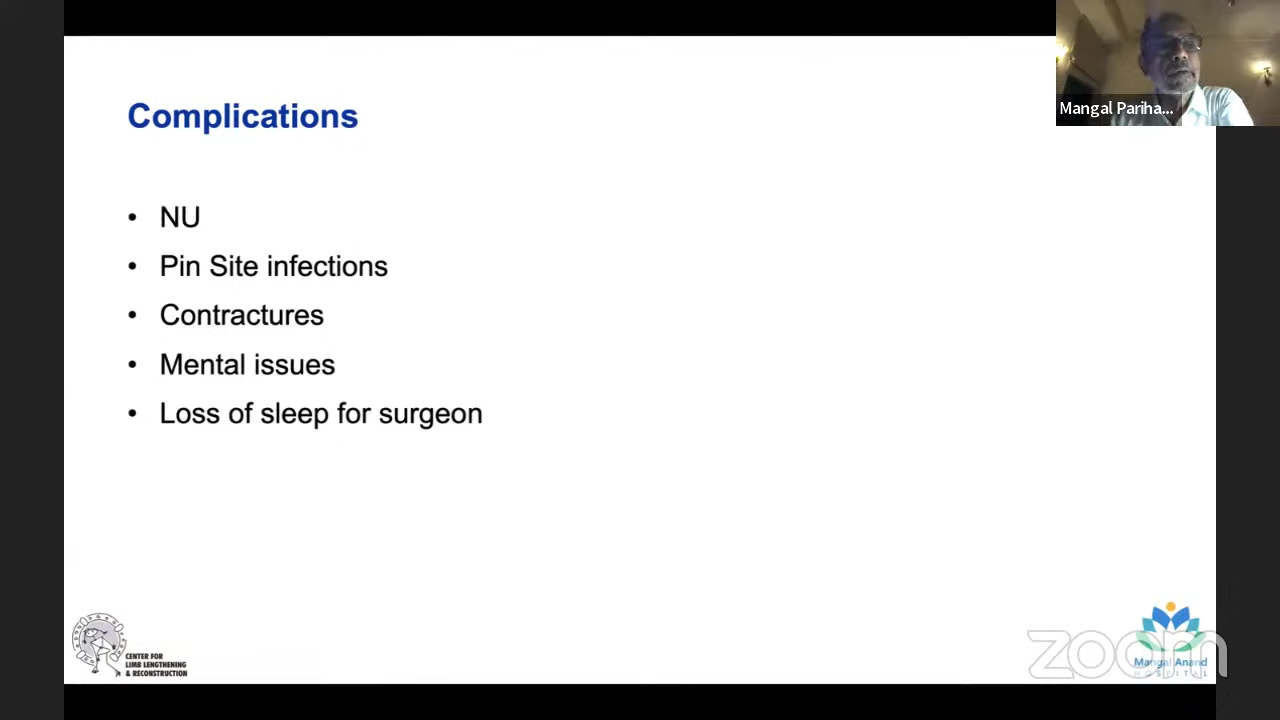 Mangal Pariha...
Complications
• NU
• Pin Site infections
• Contractures
• Mental issues
• Loss of sleep for surgeon
CENTER FOR
LIMB LENGTHENING
& RECONSTRUCTION
zoom
Mangal Anand
HOSPITAL